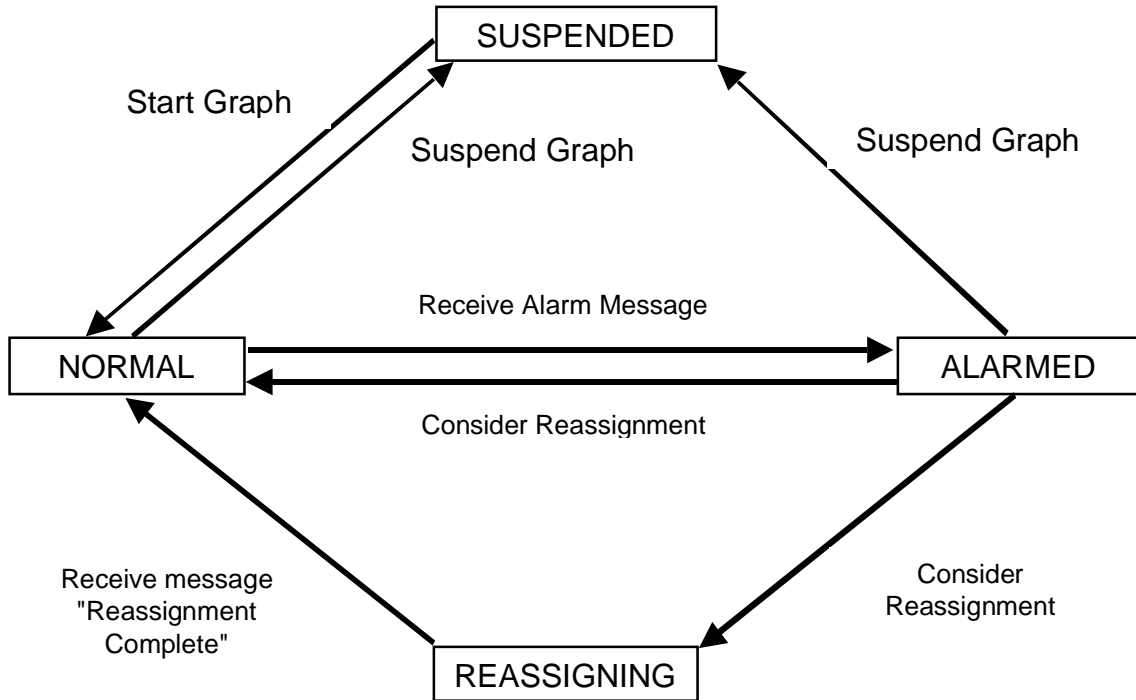 SUSPENDED
Start Graph
Suspend Graph
Suspend Graph
Receive Alarm Message
NORMAL
ALARMED
Consider Reassignment
Receive message
"Reassignment
Complete"
Consider
Reassignment
REASSIGNING